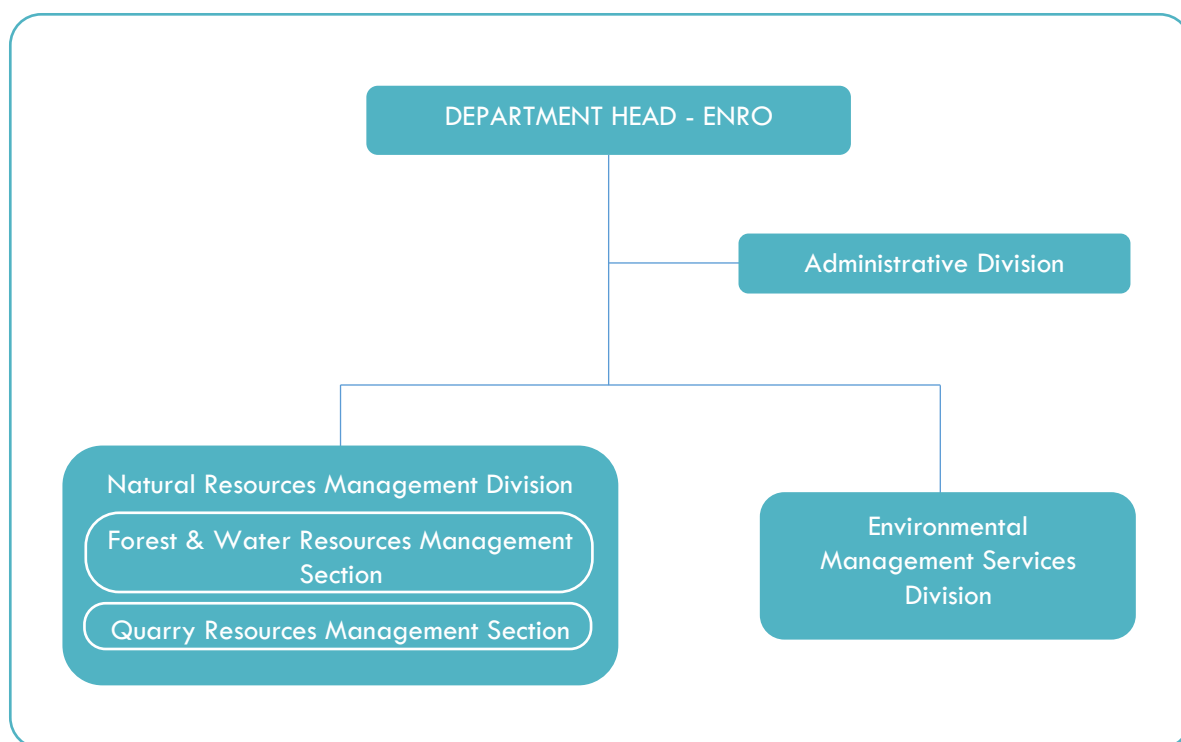 DEPARTMENT HEAD - ENRO
Administrative Division
Natural Resources Management Division
Forest & Water Resources Management
Section
Quarry Resources Management Section
Environmental
Management Services
Division